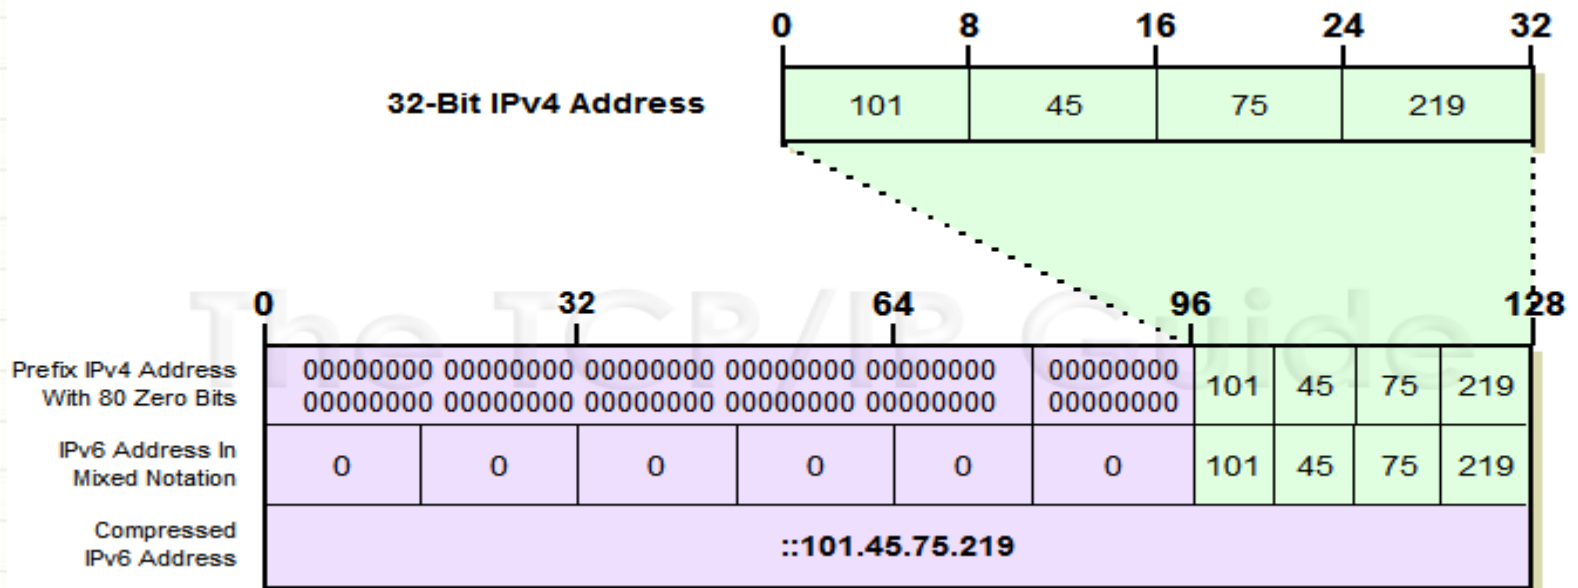 0 8 16 24 32
32-Bit IPv4 Address 101 45 75 219
The TCP/IP Guide
0 32 64 96 128
Prefix IPv4 Address
With 80 Zero Bits
00000000 00000000 00000000 00000000 00000000 00000000
00000000 00000000 00000000 00000000 00000000 00000000
101 45 75 219
IPv6 Address In
Mixed Notation
0 0 0 0 0 0 101 45 75 219
Compressed
IPv6 Address
::101.45.75.219